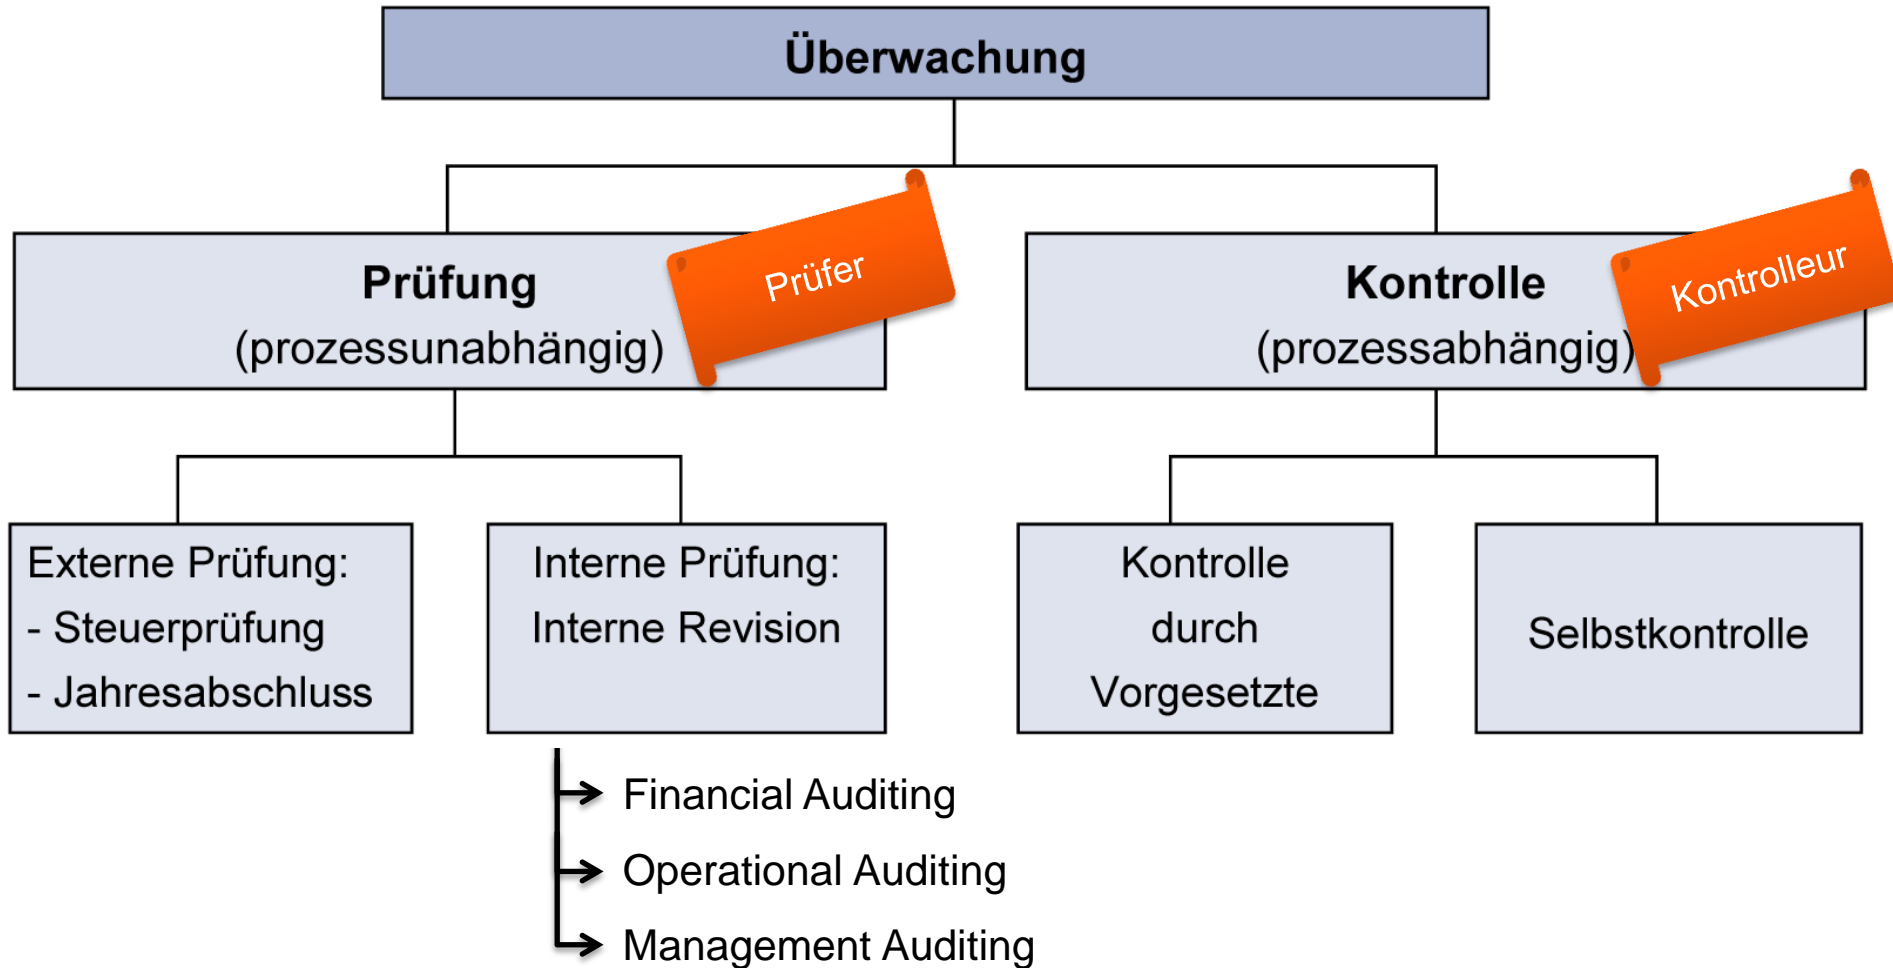 Überwachung
Prüfung
(prozessunabhängig)
Prüfer
Kontrolle
(prozessabhängig)
Kontrolleur
Externe Prüfung:
- Steuerprüfung
- Jahresabschluss
Interne Prüfung:
Interne Revision
Kontrolle
durch
Vorgesetzte
Selbstkontrolle
Financial Auditing
Operational Auditing
Management Auditing